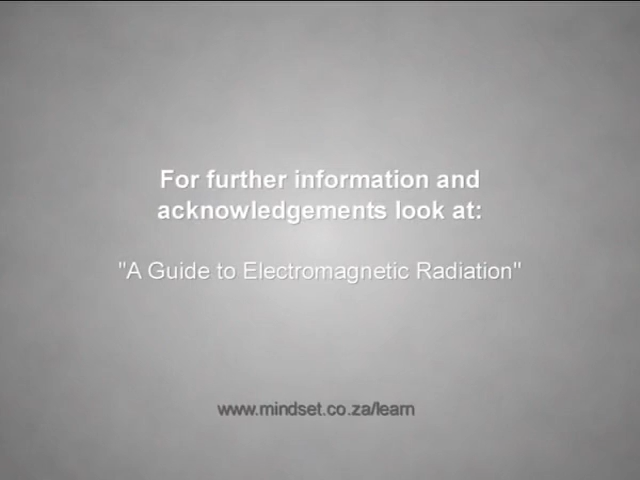 For further information and
acknowledgements look at:
"A Guide to Electromagnetic Radiation"
www.mindset.co.za/learn